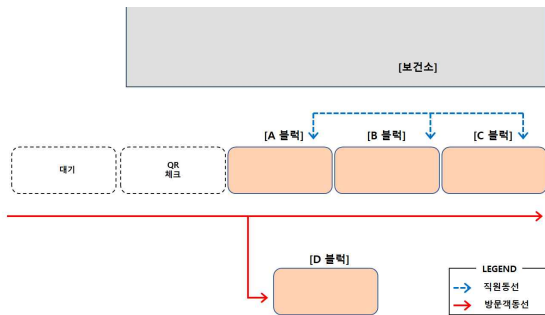 [보건소]
[A 블럭]
[B 블럭]
[C 블럭]
대기
QR
체크
[D 블럭]
LEGEND
직원동선
방문객동선